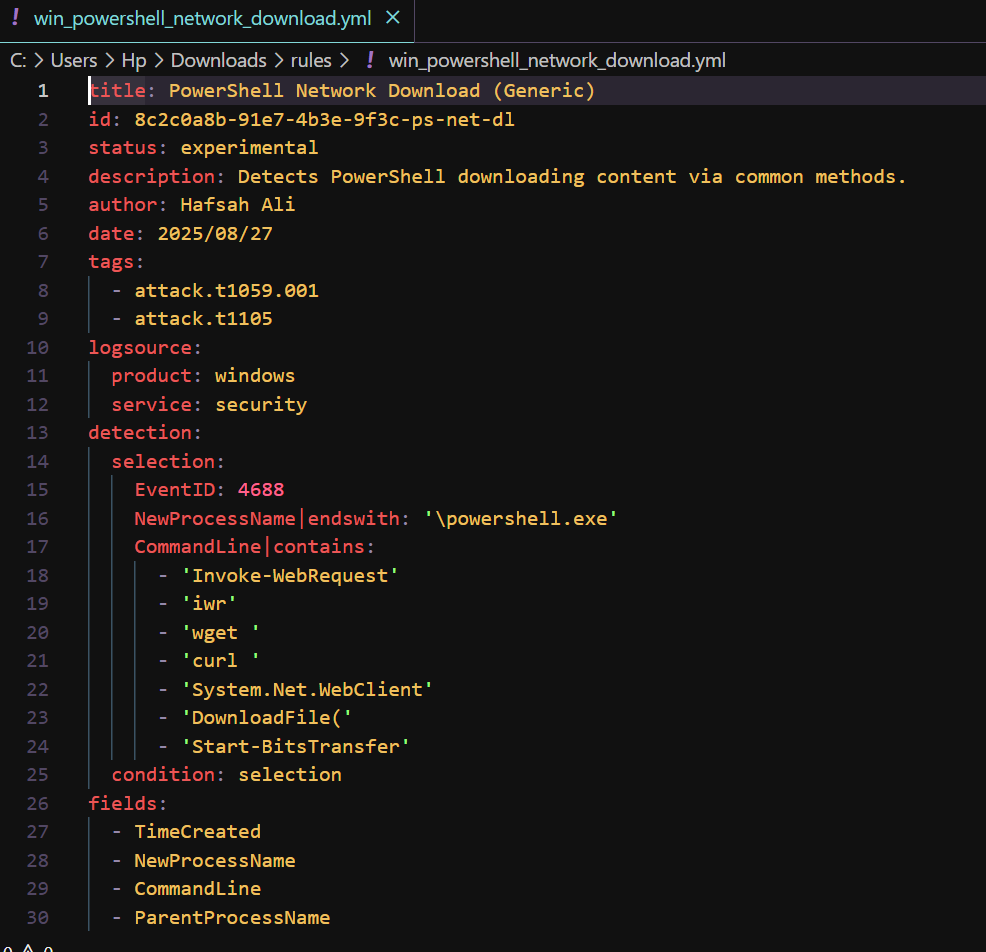 ! win_powershell_network_download.yml ×
C: > Users > Hp > Downloads > rules > ! win_powershell_network_download.yml
1 title: PowerShell Network Download (Generic)
2 id: 8c2c0a8b-91e7-4b3e-9f3c-ps-net-dl
3 status: experimental
4 description: Detects PowerShell downloading content via common methods.
5 author: Hafsah Ali
6 date: 2025/08/27
7 tags:
8   - attack.t1059.001
9   - attack.t1105
10 logsource:
11   product: windows
12   service: security
13 detection:
14   selection:
15     EventID: 4688
16     NewProcessName|endswith: '\powershell.exe'
17     CommandLine|contains:
18       - 'Invoke-WebRequest'
19       - 'iwr'
20       - 'wget '
21       - 'curl '
22       - 'System.Net.WebClient'
23       - 'DownloadFile('
24       - 'Start-BitsTransfer'
25   condition: selection
26 fields:
27   - TimeCreated
28   - NewProcessName
29   - CommandLine
30   - ParentProcessName